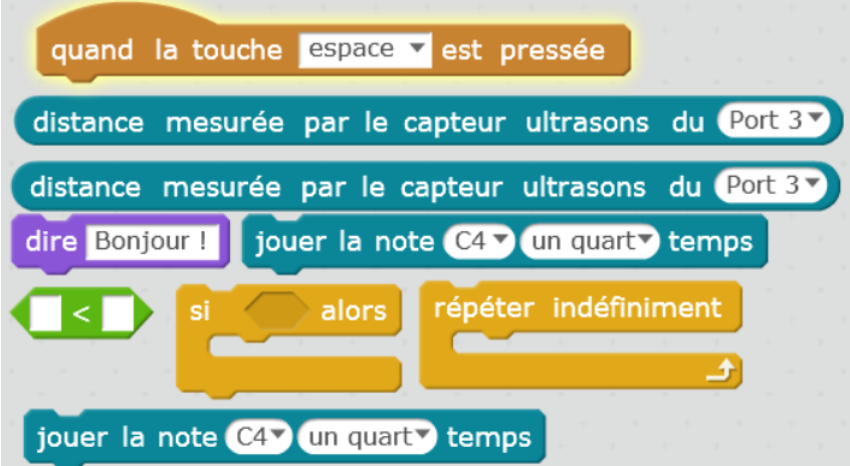 quand la touche espace est pressée
distance mesurée par le capteur ultrasons du Port 3
distance mesurée par le capteur ultrasons du Port 3
dire Bonjour ! jouer la note C4 un quart temps
< si alors répéter indéfiniment
jouer la note C4 un quart temps